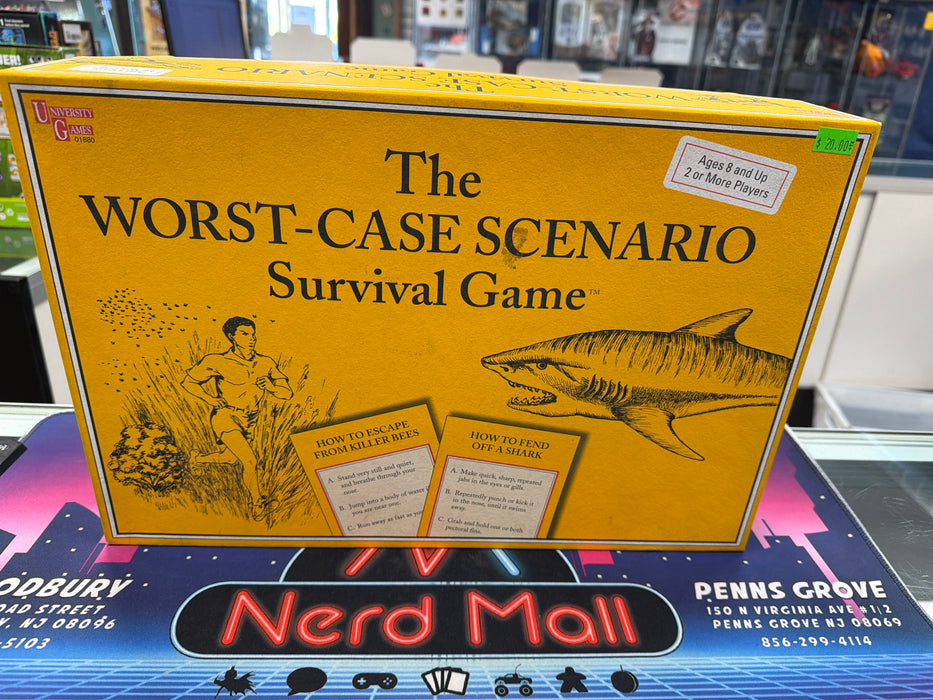 UNIVERSITY
GAMES
01880
$ 20.00
Ages 8 and Up
2 or More Players
The
WORST-CASE SCENARIO
Survival Game™
HOW TO ESCAPE
FROM KILLER BEES
A. Stand very still and quiet,
and breathe through your
nose.
B. Jump into a body of water
you are near one.
C. Run away as fast as
HOW TO FEND
OFF A SHARK
A. Make quick, sharp, repeated
jabs in the eyes or gills.
B. Repeatedly punch or kick it
in the nose, until it swims
away.
C. Grab and hold one or both
pectoral fins.
ODBURY
OAD STREET
Y, NJ 08096
-5103
Nerd Mall
PENNS GROVE
150 N VIRGINIA AVE #1/2
PENNS GROVE NJ 08069
856-299-4114